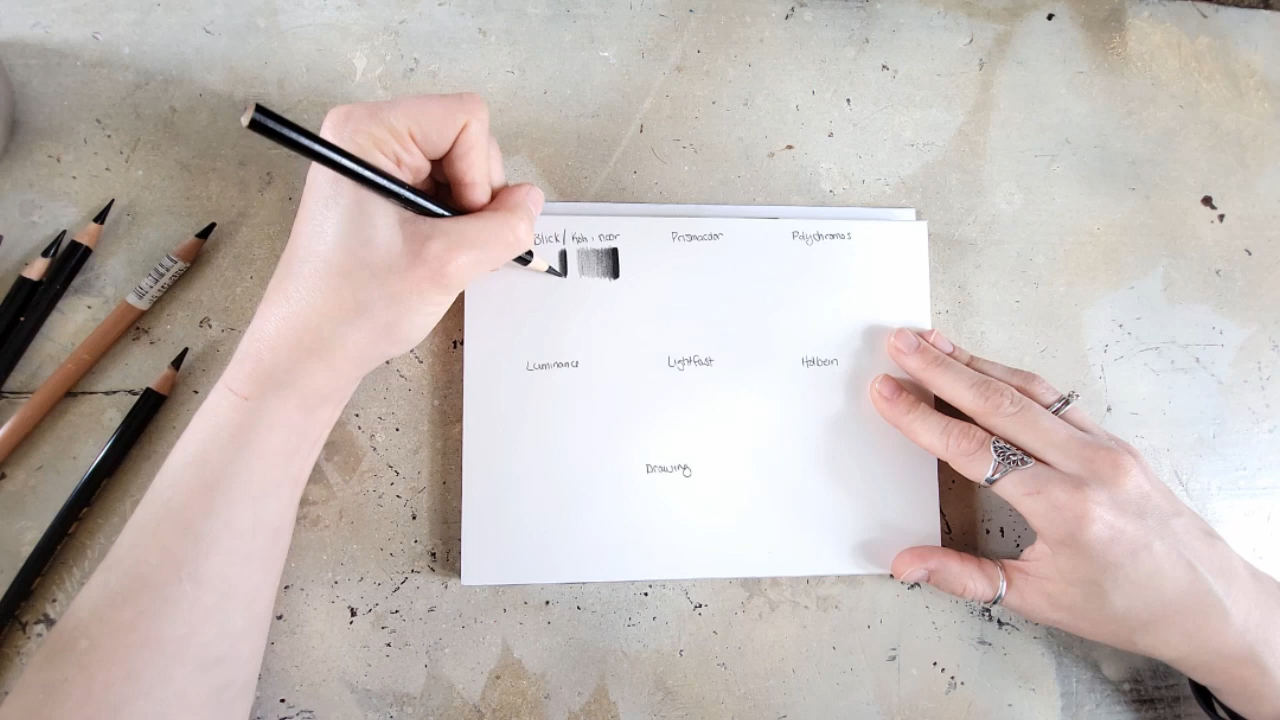 Blick/ Koh • noor Prismacolor Polychromos
Luminance Lightfast Holbein
Drawing